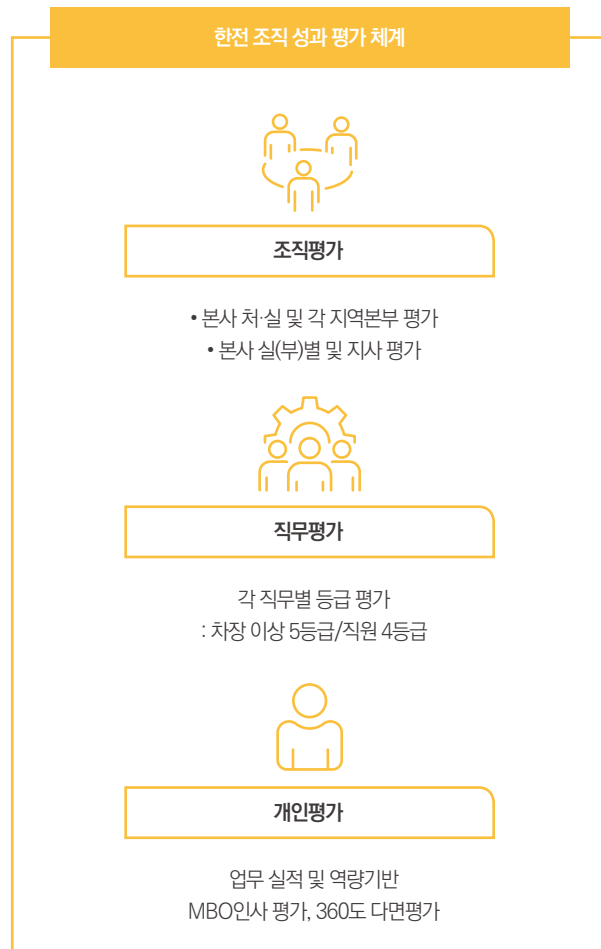 한전 조직 성과 평가 체계
조직평가
• 본사 처·실 및 각 지역본부 평가
• 본사 실(부)별 및 지사 평가
직무평가
각 직무별 등급 평가
: 차장 이상 5등급/직원 4등급
개인평가
업무 실적 및 역량기반
MBO인사 평가, 360도 다면평가